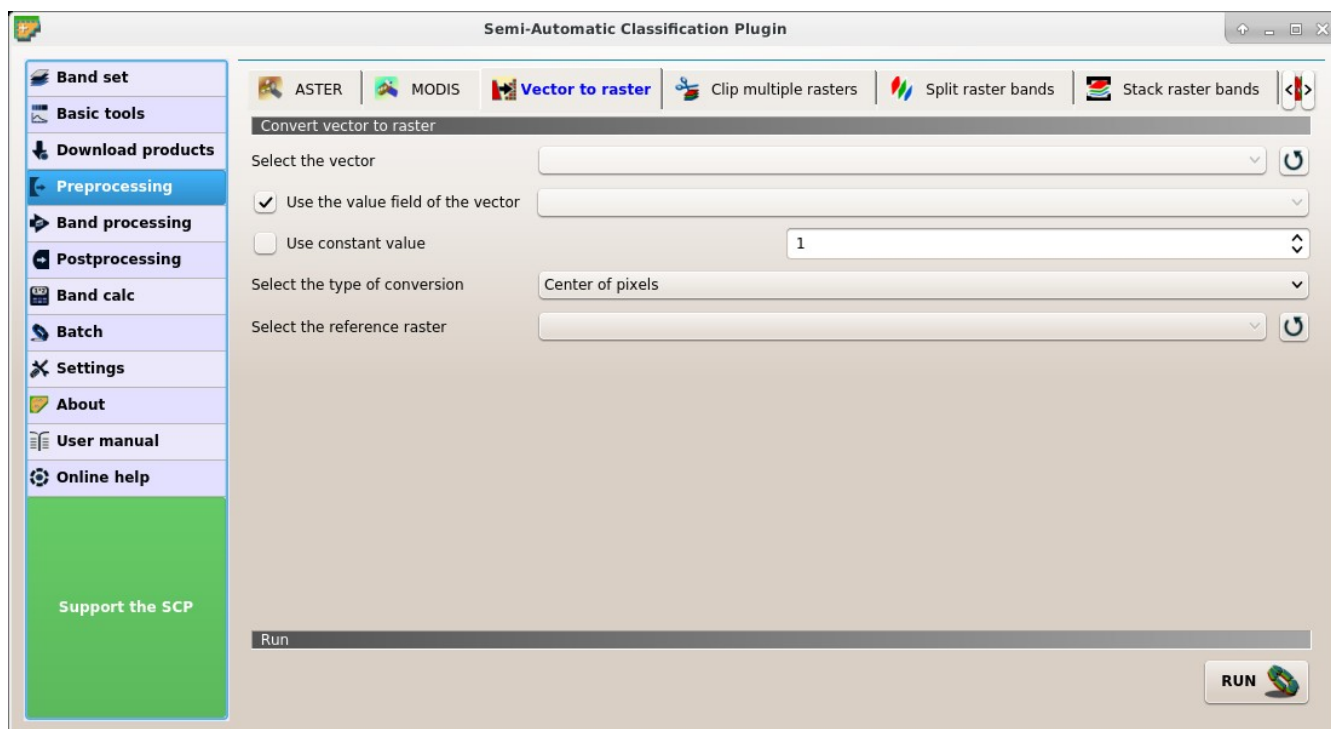 Semi-Automatic Classification Plugin
Band set
Basic tools
Download products
Preprocessing
Band processing
Postprocessing
Band calc
Batch
Settings
About
User manual
Online help
Support the SCP
ASTER MODIS Vector to raster Clip multiple rasters Split raster bands Stack raster bands
Convert vector to raster
Select the vector
Use the value field of the vector
Use constant value 1
Select the type of conversion Center of pixels
Select the reference raster
Run
RUN